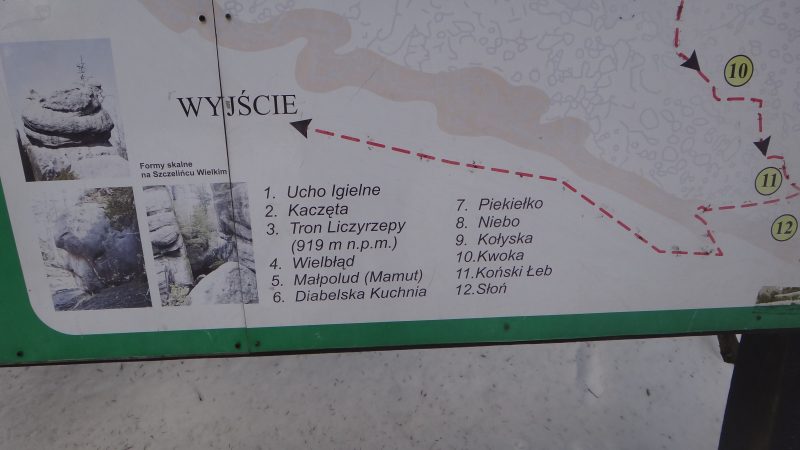 10
WYJŚCIE
Formy skalne
na Szczelińcu Wielkim
11
12
1. Ucho Igielne
2. Kaczęta
3. Tron Liczyrzepy
(919 m n.p.m.)
4. Wielbłąd
5. Małpolud (Mamut)
6. Diabelska Kuchnia
7. Piekiełko
8. Niebo
9. Kołyska
10.Kwoka
11.Koński Łeb
12.Słoń